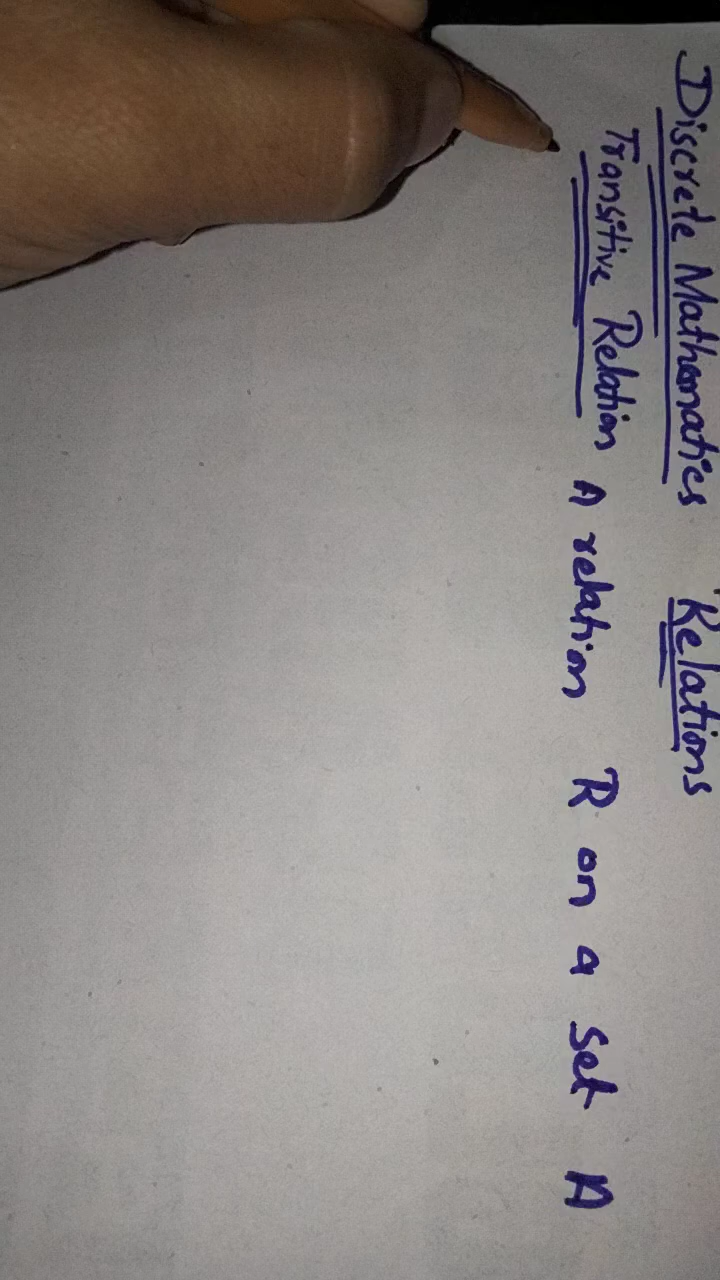 Discrete Mathematics Relations
Transitive Relation A relation R on a set A